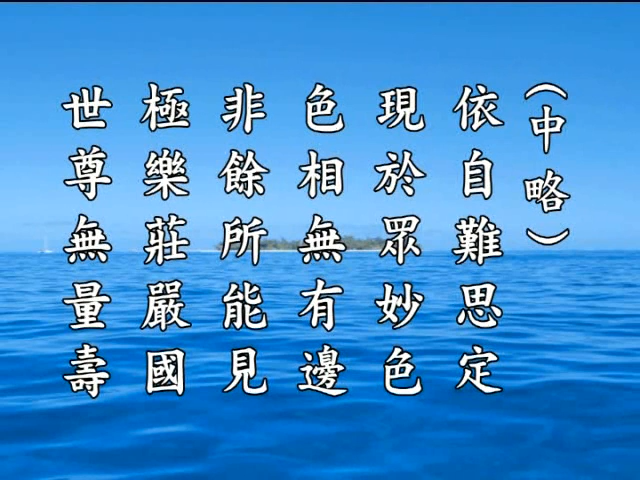 （中略）
依自難思定
現於眾妙色
色相無有邊
非餘所能見
極樂莊嚴國
世尊無量壽